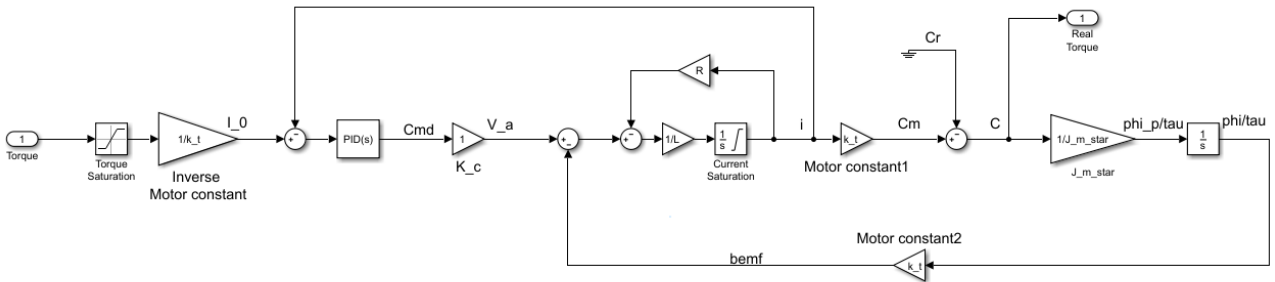 1
Torque
Torque
Saturation
1/k_t
Inverse
Motor constant
I_0
+
-
PID(s)
Cmd
1
K_c
V_a
+
-
+
-
R
1/L
1
s
Current
Saturation
i
k_t
Motor constant1
Cm
Cr
+
-
C
1
Real
Torque
1/J_m_star
J_m_star
phi_p/tau
1
s
phi/tau
Motor constant2
k_t
bemf